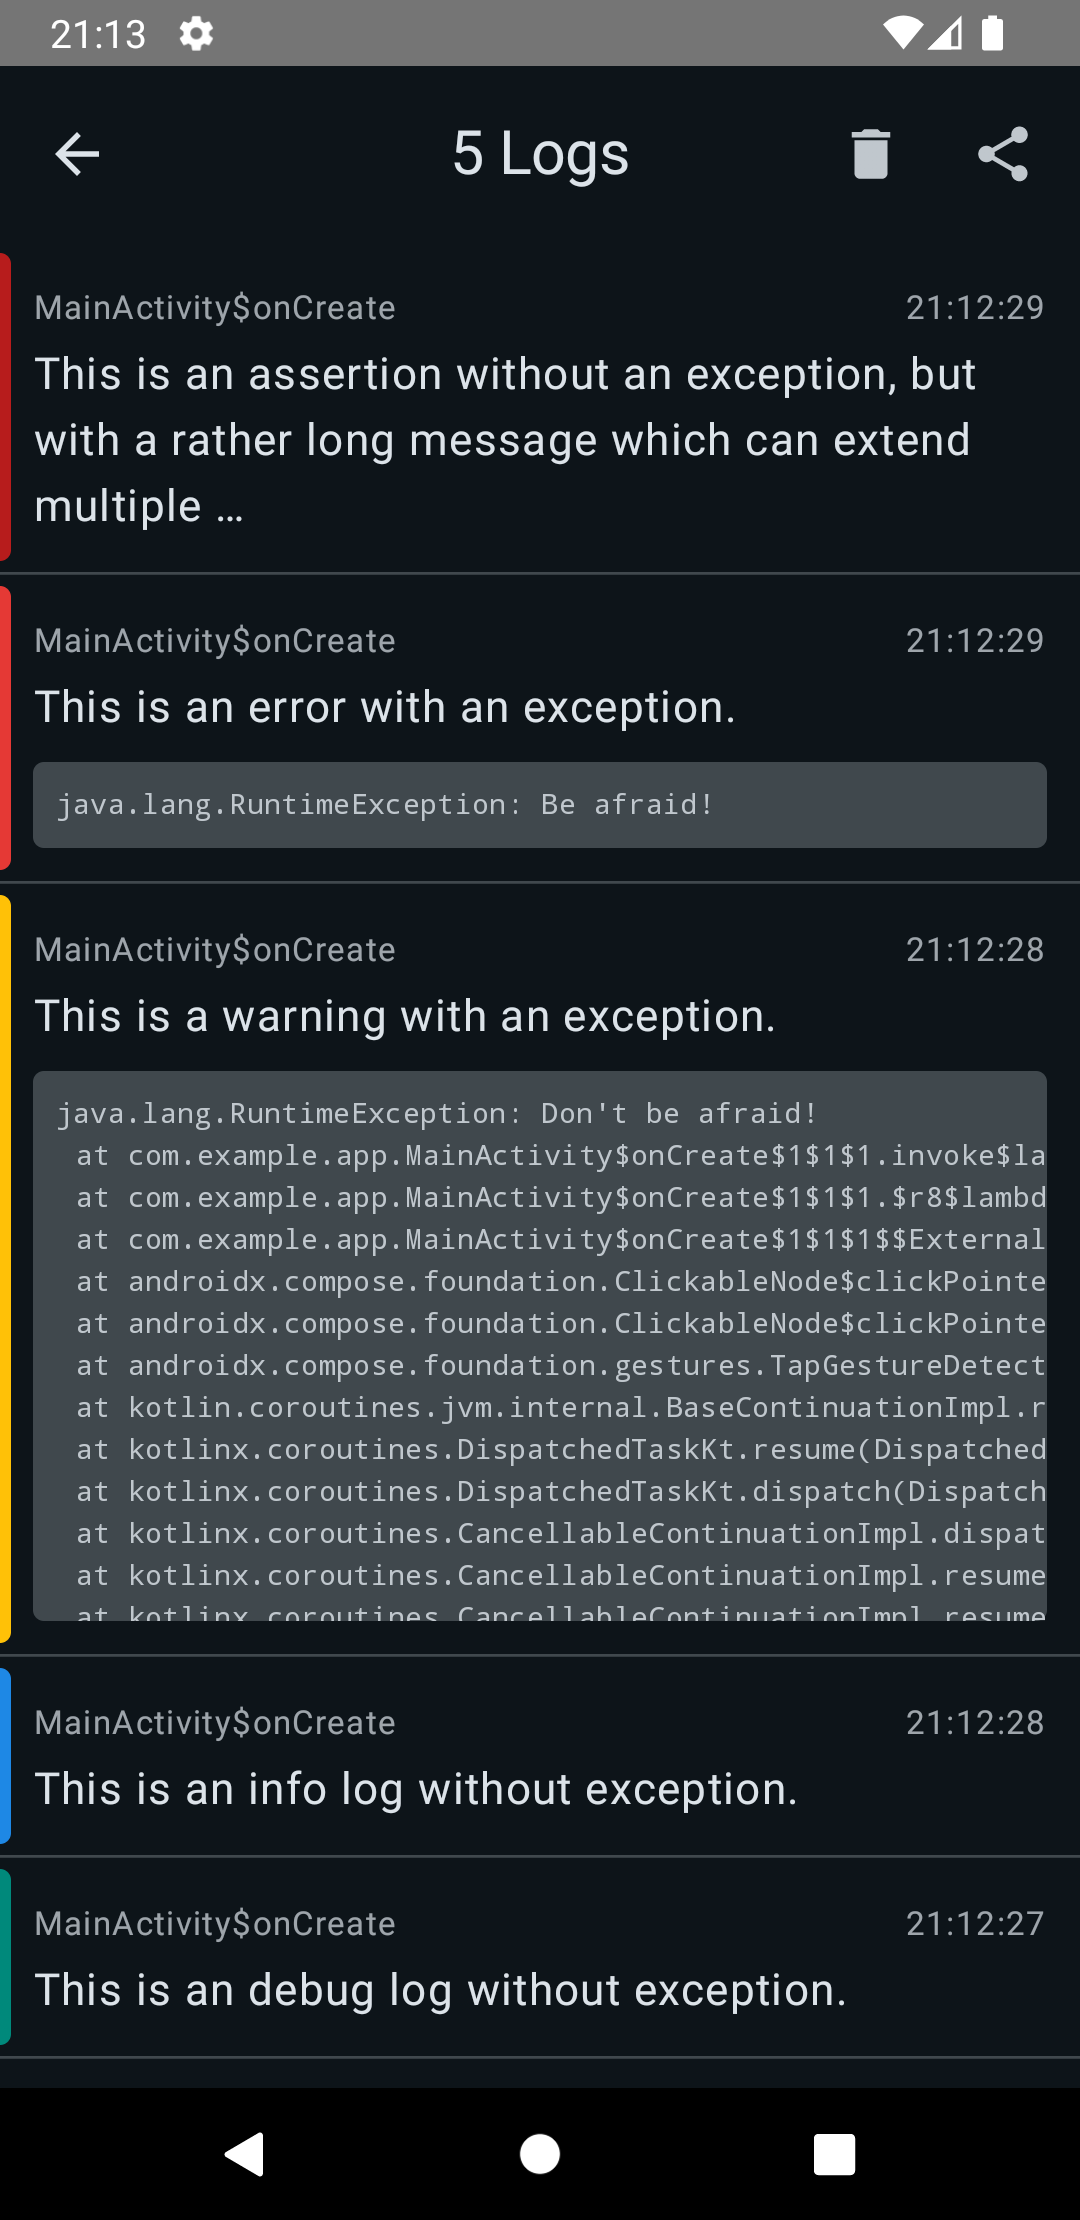 21:13
5 Logs
MainActivity$onCreate 21:12:29
This is an assertion without an exception, but
with a rather long message which can extend
multiple …
MainActivity$onCreate 21:12:29
This is an error with an exception.
java.lang.RuntimeException: Be afraid!
MainActivity$onCreate 21:12:28
This is a warning with an exception.
java.lang.RuntimeException: Don't be afraid!
at com.example.app.MainActivity$onCreate$1$1$1.invoke$la
at com.example.app.MainActivity$onCreate$1$1$1.$r8$lambd
at com.example.app.MainActivity$onCreate$1$1$1$$External
at androidx.compose.foundation.ClickableNode$clickPointe
at androidx.compose.foundation.ClickableNode$clickPointe
at androidx.compose.foundation.gestures.TapGestureDetect
at kotlin.coroutines.jvm.internal.BaseContinuationImpl.r
at kotlinx.coroutines.DispatchedTaskKt.resume(Dispatched
at kotlinx.coroutines.DispatchedTaskKt.dispatch(Dispatch
at kotlinx.coroutines.CancellableContinuationImpl.dispat
at kotlinx.coroutines.CancellableContinuationImpl.resume
at kotlinx.coroutines.CancellableContinuationImpl.resume
MainActivity$onCreate 21:12:28
This is an info log without exception.
MainActivity$onCreate 21:12:27
This is an debug log without exception.